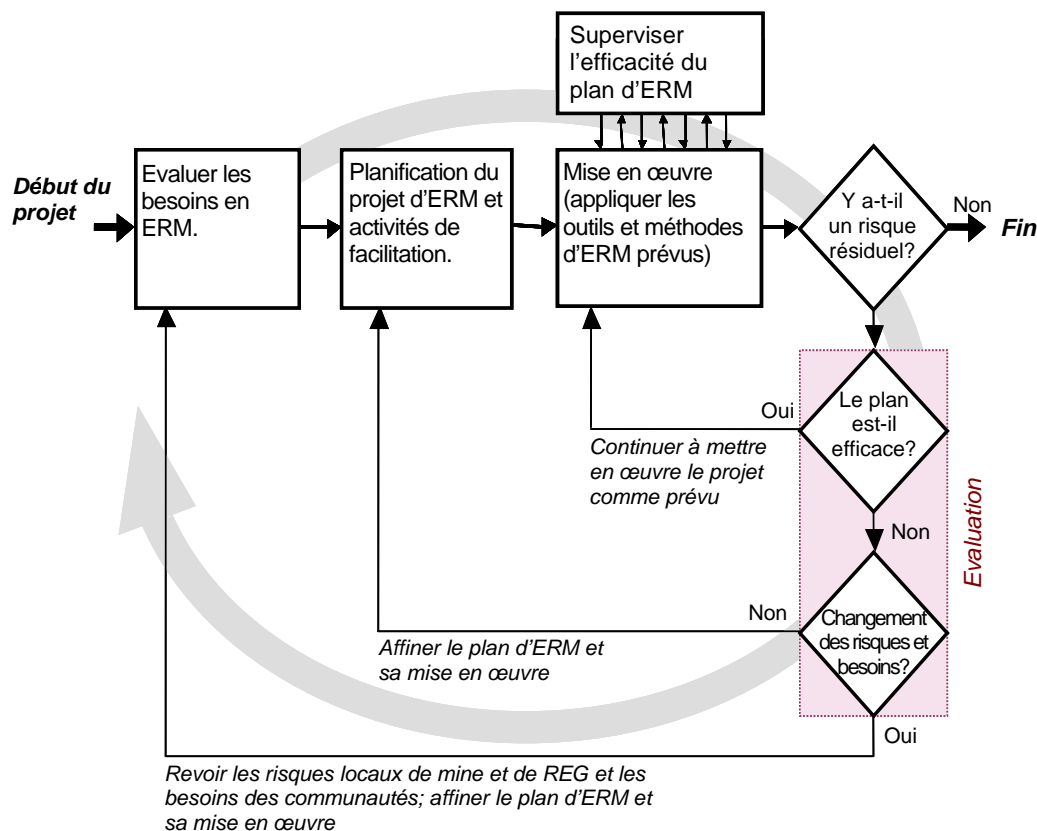 Superviser
l’efficacité du
plan d’ERM
Début du
projet
Evaluer les
besoins en
ERM.
Planification du
projet d’ERM et
activités de
facilitation.
Mise en œuvre
(appliquer les
outils et méthodes
d’ERM prévus)
Y a-t-il
un risque
résiduel?
Non
Fin
Le plan
est-il
efficace?
Oui
Continuer à mettre
en œuvre le projet
comme prévu
Non
Evaluation
Changement
des risques et
besoins?
Non
Affiner le plan d’ERM et
sa mise en œuvre
Oui
Revoir les risques locaux de mine et de REG et les
besoins des communautés; affiner le plan d’ERM et
sa mise en œuvre